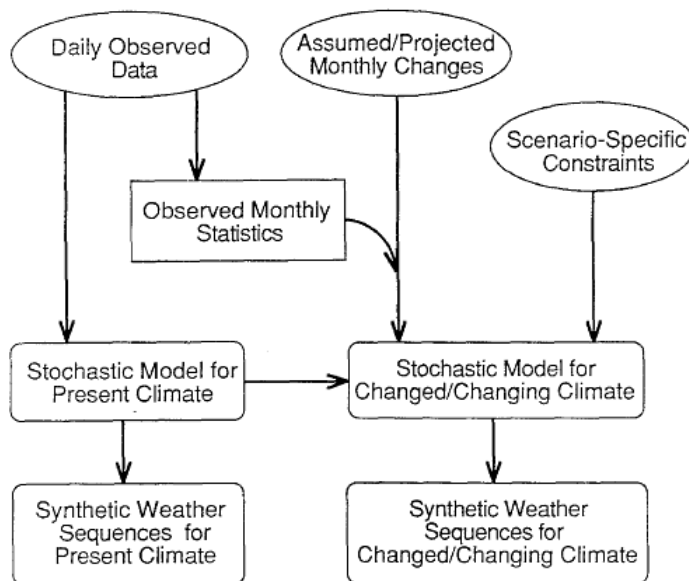 Daily Observed
Data
Assumed/Projected
Monthly Changes
Scenario-Specific
Constraints
Observed Monthly
Statistics
Stochastic Model for
Present Climate
Stochastic Model for
Changed/Changing Climate
Synthetic Weather
Sequences for
Present Climate
Synthetic Weather
Sequences for
Changed/Changing Climate